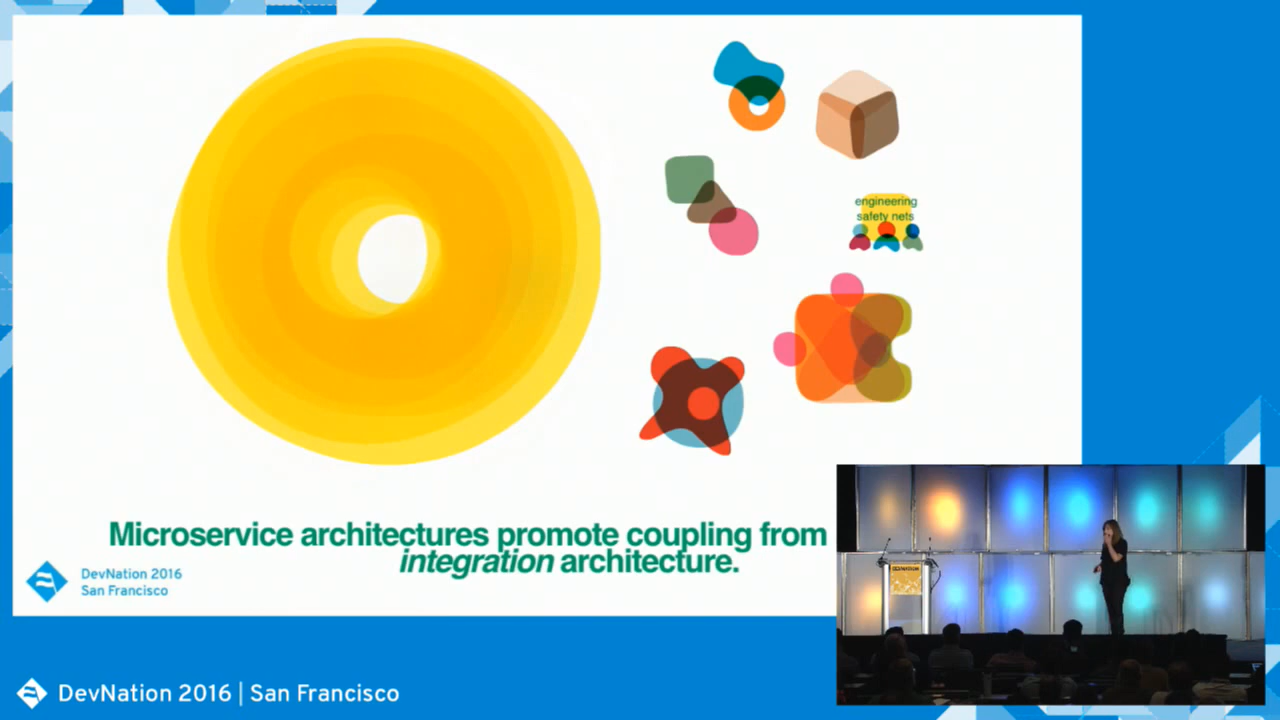 engineering
safety nets
Microservice architectures promote coupling from
integration architecture.
DevNation 2016
San Francisco
DevNation 2016 | San Francisco